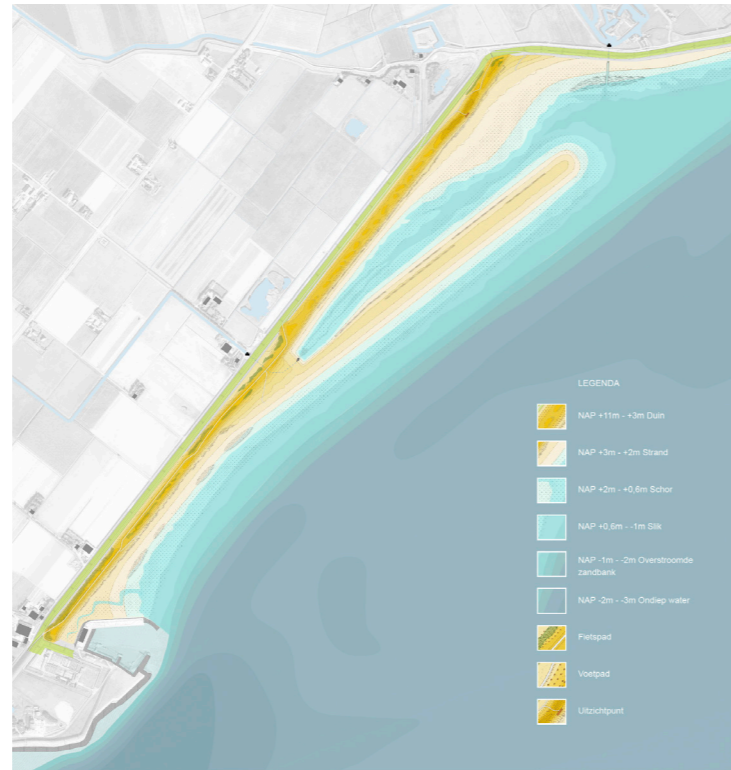 LEGENDA
NAP +11m - +3m Duin
NAP +3m - +2m Strand
NAP +2m - +0,6m Schor
NAP +0,6m - -1m Slik
NAP -1m - -2m Overstroomde
zandbank
NAP -2m - -3m Ondiep water
Fietspad
Voetpad
Uitzichtpunt